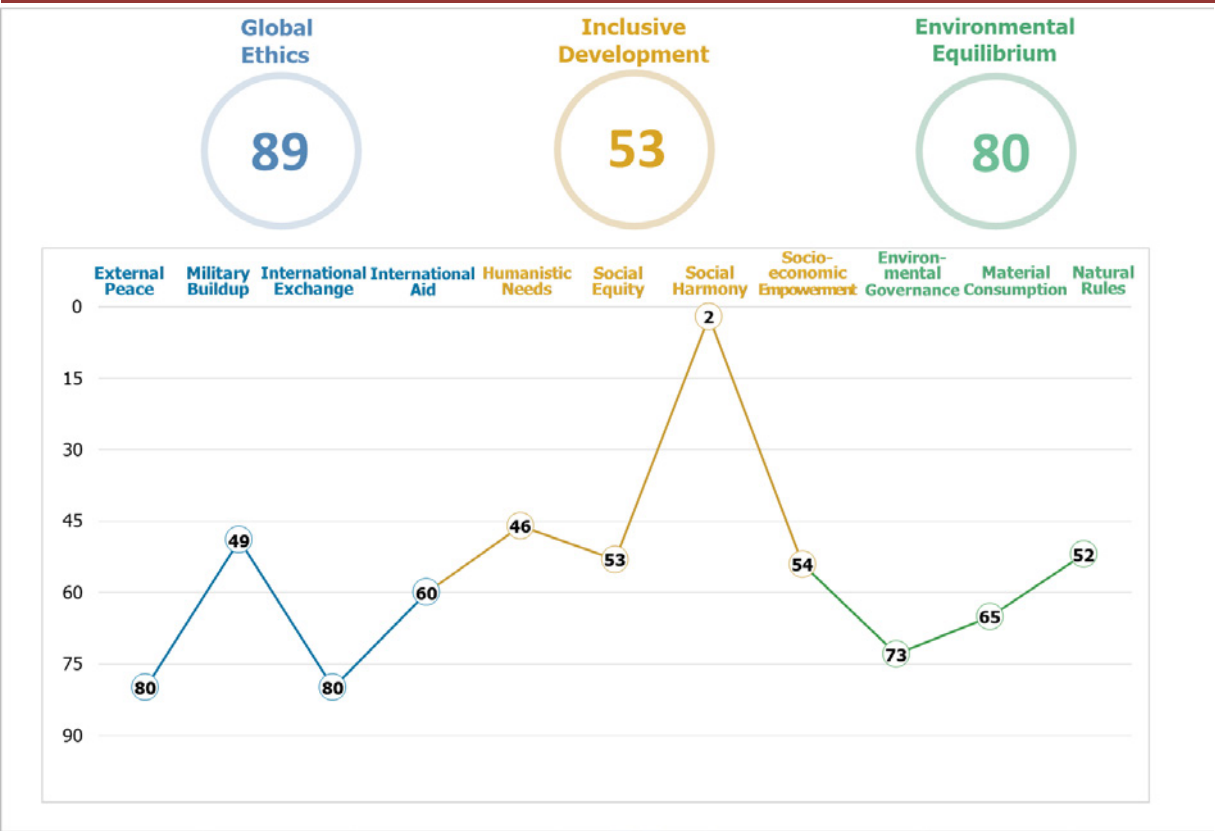 Global
Ethics
Inclusive
Development
Environmental
Equilibrium
89
53
80
External
Peace
Military
Buildup
International
Exchange
International
Aid
Humanistic
Needs
Social
Equity
Social
Harmony
Socio-
economic
Empowerment
Environ-
mental
Governance
Material
Consumption
Natural
Rules
0
15
30
45
60
75
90
80
49
80
60
46
53
2
54
73
65
52